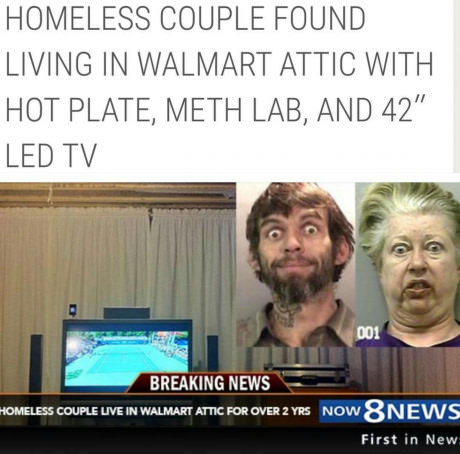 HOMELESS COUPLE FOUND
LIVING IN WALMART ATTIC WITH
HOT PLATE, METH LAB, AND 42”
LED TV
001
BREAKING NEWS
HOMELESS COUPLE LIVE IN WALMART ATTIC FOR OVER 2 YRS NOW 8NEWS
First in New